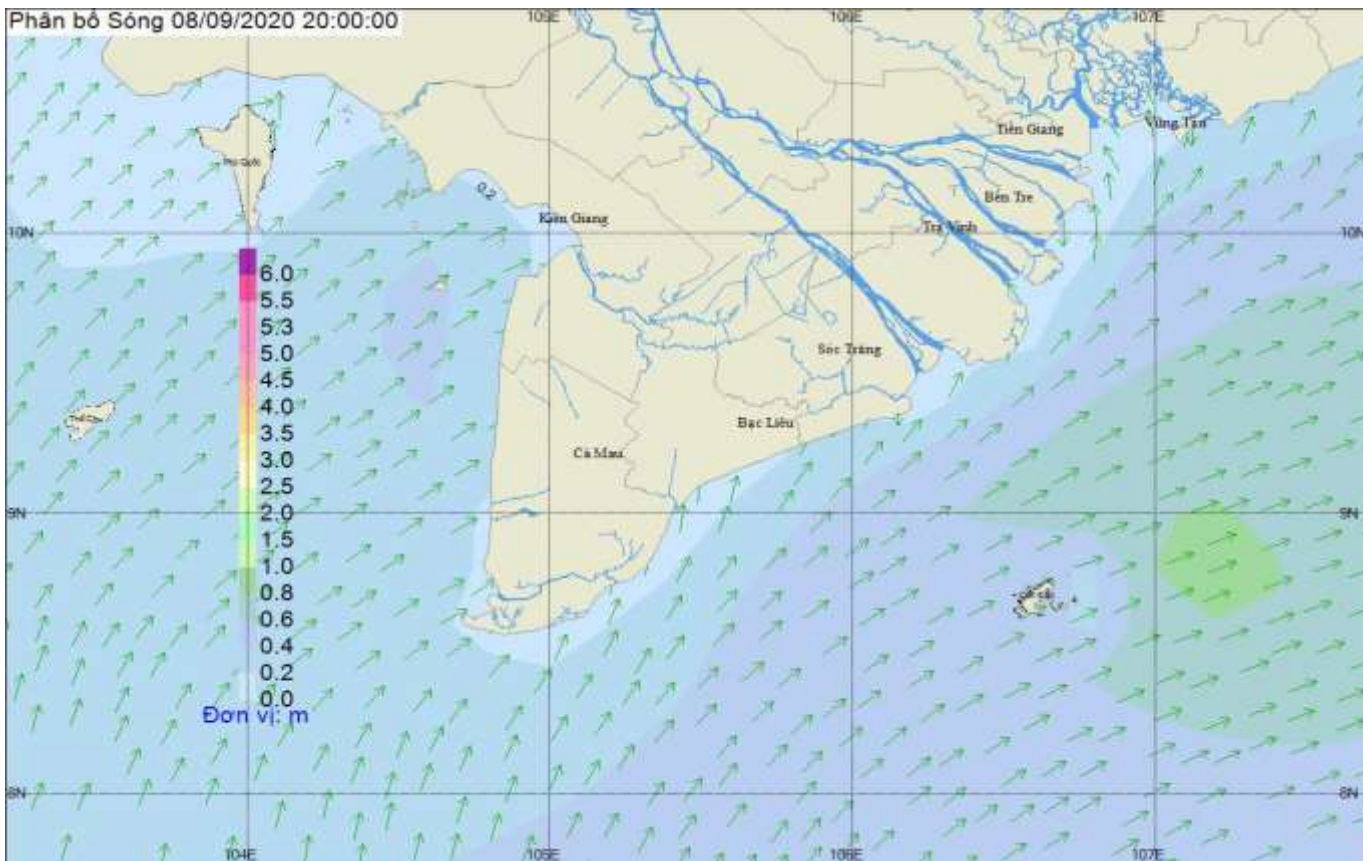 Phân bố Sóng 08/09/2020 20:00:00
105E
106E
107E
Vũng Tàu
Tiền Giang
Phú Quốc
0.2
Bến Tre
Kiên Giang
Trà Vinh
10N
10N
6.0
5.5
5.3
5.0
4.5
4.0
3.5
3.0
2.5
2.0
1.5
1.0
0.8
0.6
0.4
0.2
0.0
Đơn vị: m
Sóc Trăng
Bạc Liêu
Cà Mau
9N
9N
8N
8N
104E
105E
106E
107E